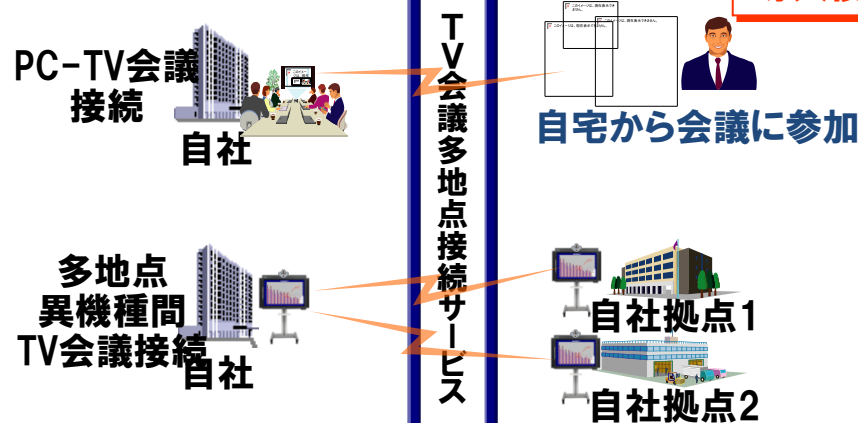 PC-TV会議
接続
自社
TV会議多地点接続サービス
自宅から会議に参加
多地点
異機種間
TV会議接続
自社
自社拠点1
自社拠点2